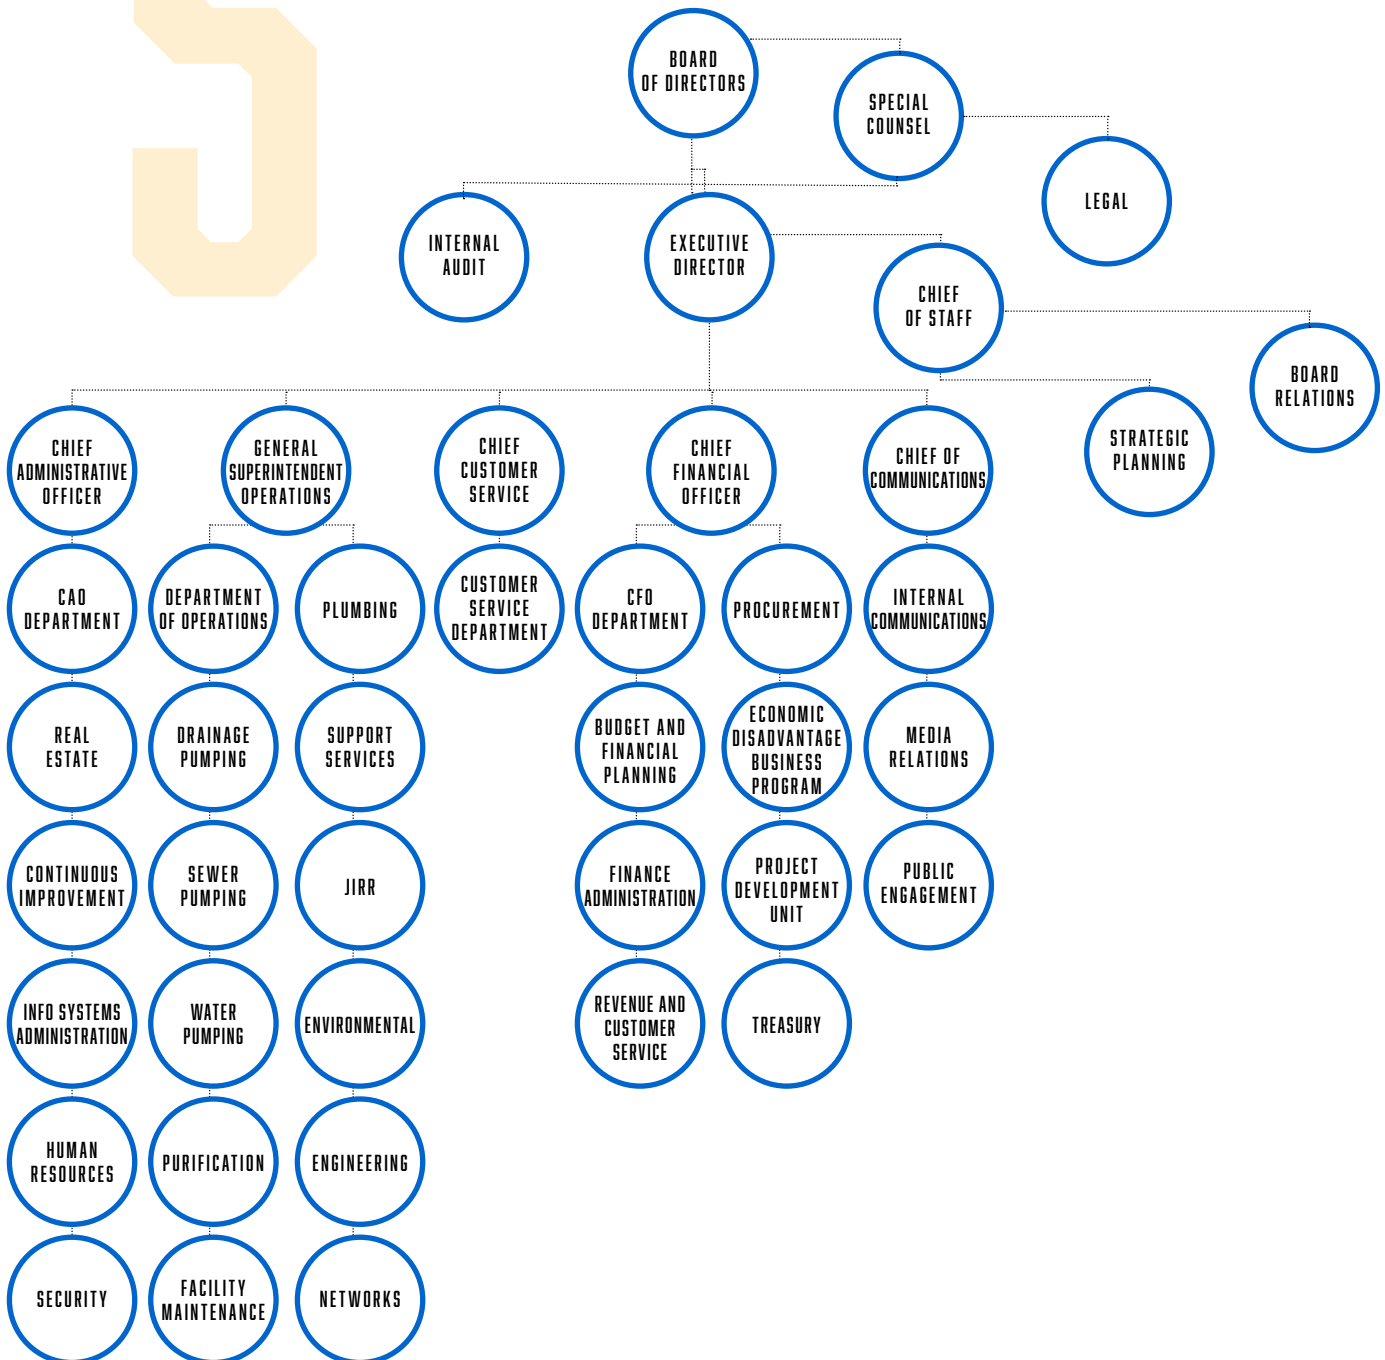 BOARD
OF DIRECTORS
SPECIAL
COUNSEL
LEGAL
INTERNAL
AUDIT
EXECUTIVE
DIRECTOR
CHIEF
OF STAFF
BOARD
RELATIONS
STRATEGIC
PLANNING
CHIEF
ADMINISTRATIVE
OFFICER
GENERAL
SUPERINTENDENT
OPERATIONS
CHIEF
CUSTOMER
SERVICE
CHIEF
FINANCIAL
OFFICER
CHIEF OF
COMMUNICATIONS
CAO
DEPARTMENT
DEPARTMENT
OF OPERATIONS
PLUMBING
CUSTOMER
SERVICE
DEPARTMENT
CFO
DEPARTMENT
PROCUREMENT
INTERNAL
COMMUNICATIONS
REAL
ESTATE
DRAINAGE
PUMPING
SUPPORT
SERVICES
BUDGET AND
FINANCIAL
PLANNING
ECONOMIC
DISADVANTAGE
BUSINESS
PROGRAM
MEDIA
RELATIONS
CONTINUOUS
IMPROVEMENT
SEWER
PUMPING
JIRR
FINANCE
ADMINISTRATION
PROJECT
DEVELOPMENT
UNIT
PUBLIC
ENGAGEMENT
INFO SYSTEMS
ADMINISTRATION
WATER
PUMPING
ENVIRONMENTAL
REVENUE AND
CUSTOMER
SERVICE
TREASURY
HUMAN
RESOURCES
PURIFICATION
ENGINEERING
SECURITY
FACILITY
MAINTENANCE
NETWORKS